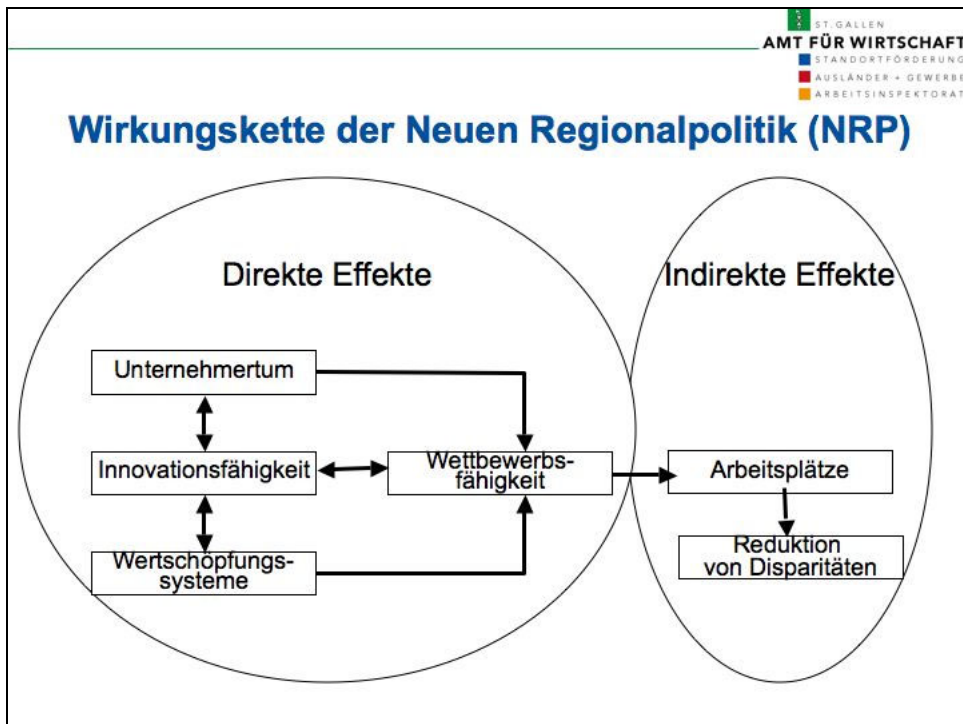 ST.GALLEN
AMT FÜR WIRTSCHAFT
STANDORTFÖRDERUNG
AUSLÄNDER + GEWERBE
ARBEITSINSPEKTORAT
Wirkungskette der Neuen Regionalpolitik (NRP)
Direkte Effekte
Indirekte Effekte
Unternehmertum
Innovationsfähigkeit
Wertschöpfungs-
systeme
Wettbewerbs-
fähigkeit
Arbeitsplätze
Reduktion
von Disparitäten